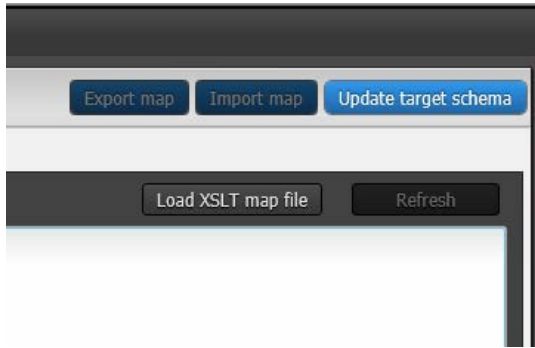 Export map Import map Update target schema
Load XSLT map file Refresh